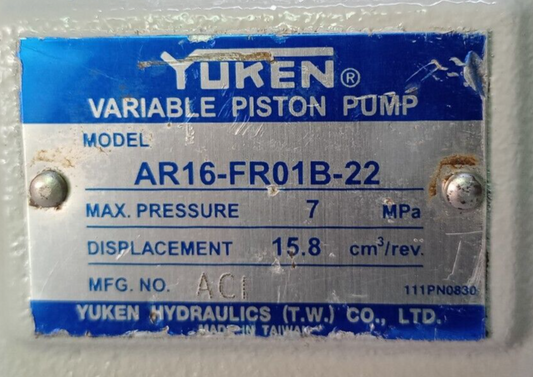 YUKEN®
VARIABLE PISTON PUMP
MODEL
AR16-FR01B-22
MAX. PRESSURE 7 MPa
DISPLACEMENT 15.8 cm³/rev.
MFG. NO. AC1
111PN0830
YUKEN HYDRAULICS (T.W.) CO., LTD.
MADE IN TAIWAN